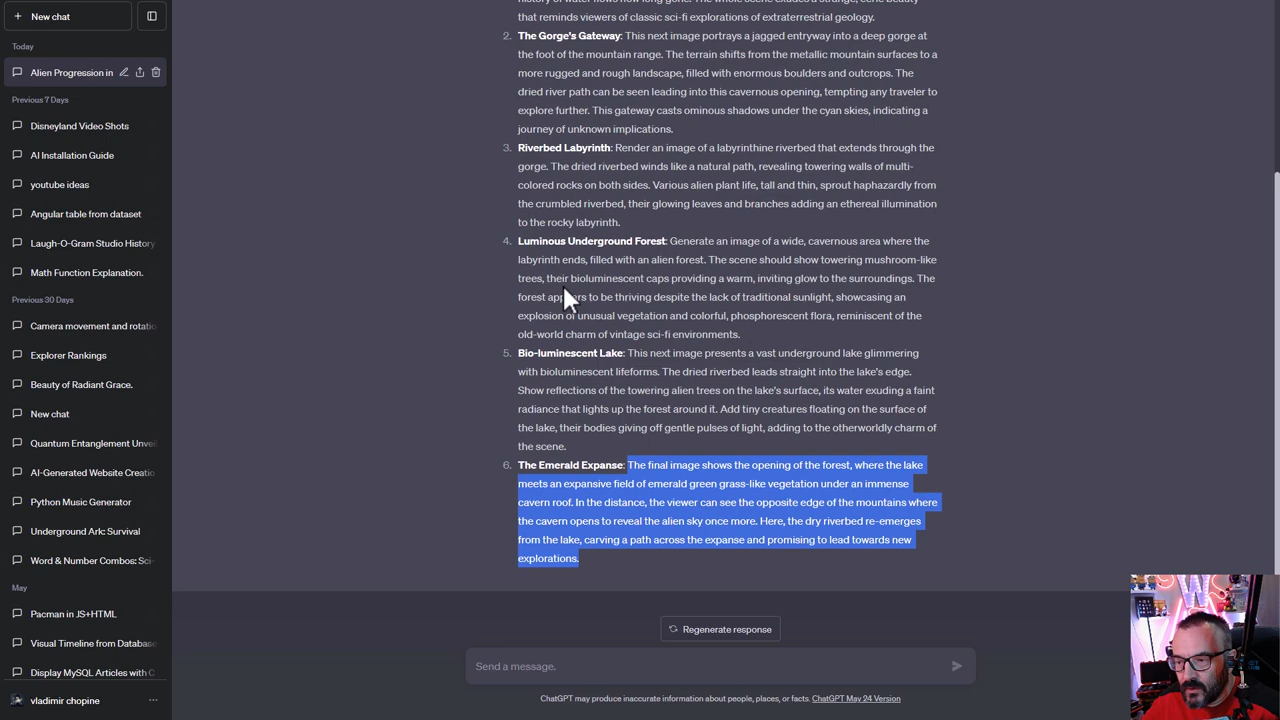 New chat
Today
Alien Progression in
Previous 7 Days
Disneyland Video Shots
AI Installation Guide
youtube ideas
Angular table from dataset
Laugh-O-Gram Studio History
Math Function Explanation.
Previous 30 Days
Camera movement and rotatio
Explorer Rankings
Beauty of Radiant Grace.
New chat
Quantum Entanglement Unvei
AI-Generated Website Creatio
Python Music Generator
Underground Ark Survival
Word & Number Combos: Sci-
May
Pacman in JS+HTML
Visual Timeline from Database
Display MySQL Articles with C
vladimir chopine
history of water flows now long gone. The whole scene exudes a strange, eerie beauty
that reminds viewers of classic sci-fi explorations of extraterrestrial geology.
2. The Gorge's Gateway: This next image portrays a jagged entryway into a deep gorge at
the foot of the mountain range. The terrain shifts from the metallic mountain surfaces to a
more rugged and rough landscape, filled with enormous boulders and outcrops. The
dried river path can be seen leading into this cavernous opening, tempting any traveler to
explore further. This gateway casts ominous shadows under the cyan skies, indicating a
journey of unknown implications.
3. Riverbed Labyrinth: Render an image of a labyrinthine riverbed that extends through the
gorge. The dried riverbed winds like a natural path, revealing towering walls of multi-
colored rocks on both sides. Various alien plant life, tall and thin, sprout haphazardly from
the crumbled riverbed, their glowing leaves and branches adding an ethereal illumination
to the rocky labyrinth.
4. Luminous Underground Forest: Generate an image of a wide, cavernous area where the
labyrinth ends, filled with an alien forest. The scene should show towering mushroom-like
trees, their bioluminescent caps providing a warm, inviting glow to the surroundings. The
forest appears to be thriving despite the lack of traditional sunlight, showcasing an
explosion of unusual vegetation and colorful, phosphorescent flora, reminiscent of the
old-world charm of vintage sci-fi environments.
5. Bio-luminescent Lake: This next image presents a vast underground lake glimmering
with bioluminescent lifeforms. The dried riverbed leads straight into the lake's edge.
Show reflections of the towering alien trees on the lake's surface, its water exuding a faint
radiance that lights up the forest around it. Add tiny creatures floating on the surface of
the lake, their bodies giving off gentle pulses of light, adding to the otherworldly charm of
the scene.
6. The Emerald Expanse: The final image shows the opening of the forest, where the lake
meets an expansive field of emerald green grass-like vegetation under an immense
cavern roof. In the distance, the viewer can see the opposite edge of the mountains where
the cavern opens to reveal the alien sky once more. Here, the dry riverbed re-emerges
from the lake, carving a path across the expanse and promising to lead towards new
explorations.
Regenerate response
Send a message.
ChatGPT may produce inaccurate information about people, places, or facts. ChatGPT May 24 Version